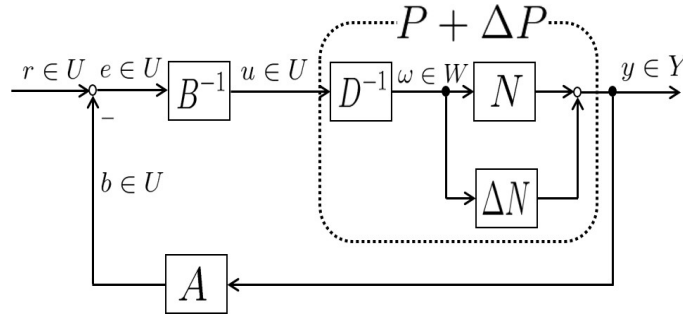 P + ΔP
r ∈ U e ∈ U B⁻¹ u ∈ U D⁻¹ ω ∈ W N y ∈ Y
−
b ∈ U ΔN
A